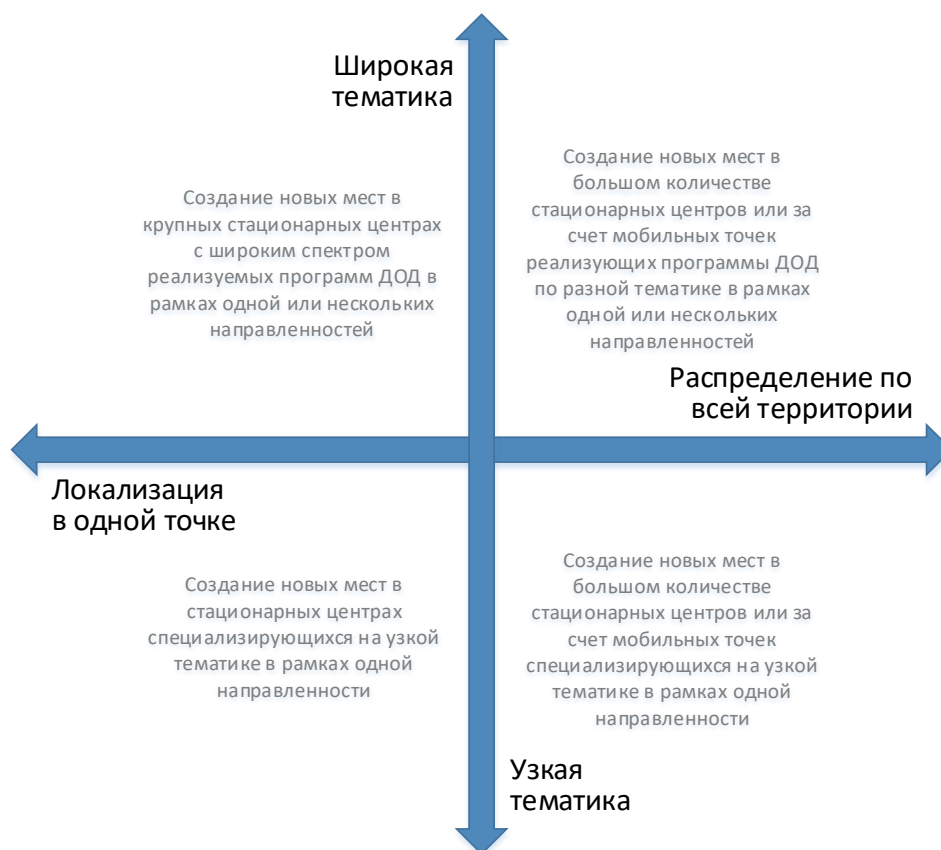 Широкая
тематика
Создание новых мест в
крупных стационарных центрах
с широким спектром
реализуемых программ ДОД в
рамках одной или нескольких
направленностей
Создание новых мест в
большом количестве
стационарных центров или за
счет мобильных точек
реализующих программы ДОД
по разной тематике в рамках
одной или нескольких
направленностей
Распределение по
всей территории
Локализация
в одной точке
Создание новых мест в
стационарных центрах
специализирующихся на узкой
тематике в рамках одной
направленности
Создание новых мест в
большом количестве
стационарных центров или за
счет мобильных точек
специализирующихся на узкой
тематике в рамках одной
направленности
Узкая
тематика